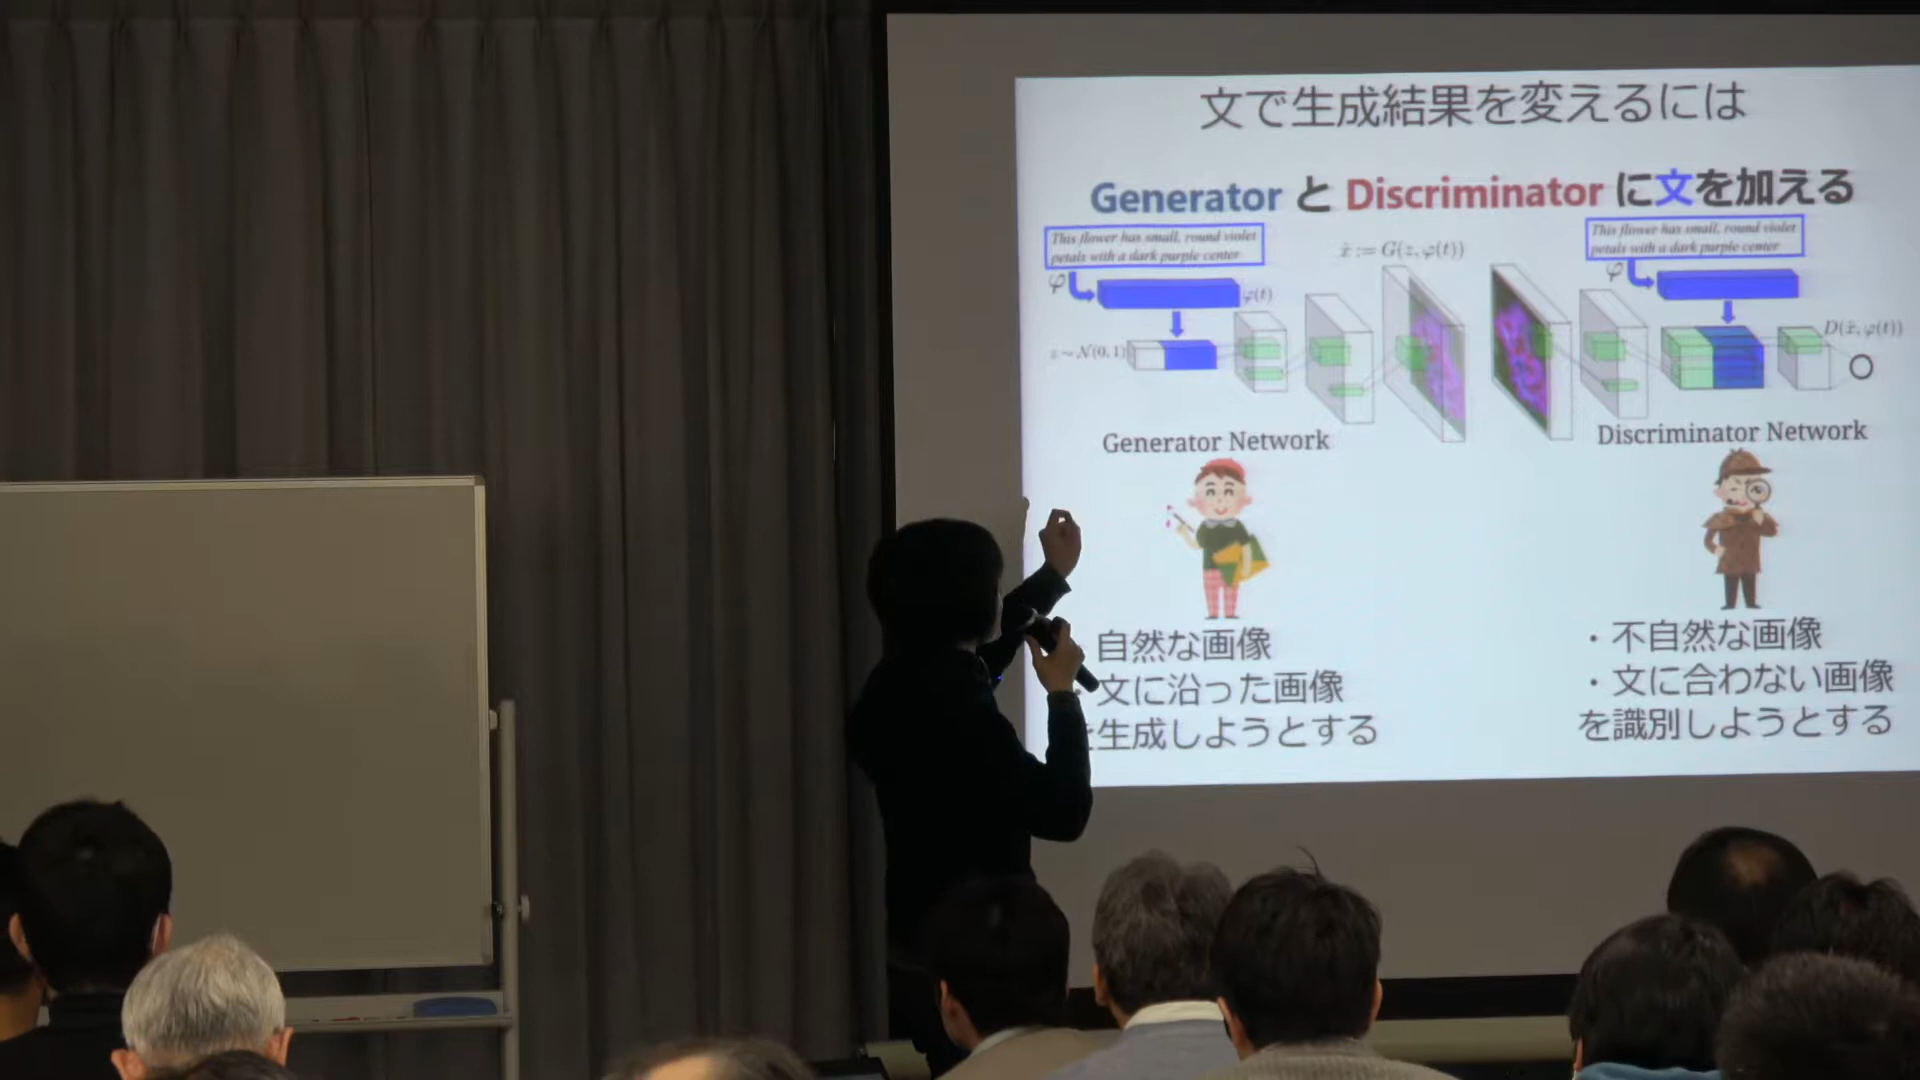 文で生成結果を変えるには
Generator と Discriminator に文を加える
This flower has small, round violet
petals with a dark purple center
φ
φ(t)
z ~ N(0, 1)
x̂ := G(z, φ(t))
This flower has small, round violet
petals with a dark purple center
φ
D(x̂, φ(t))
Generator Network
Discriminator Network
自然な画像
文に沿った画像
を生成しようとする
・不自然な画像
・文に合わない画像
を識別しようとする